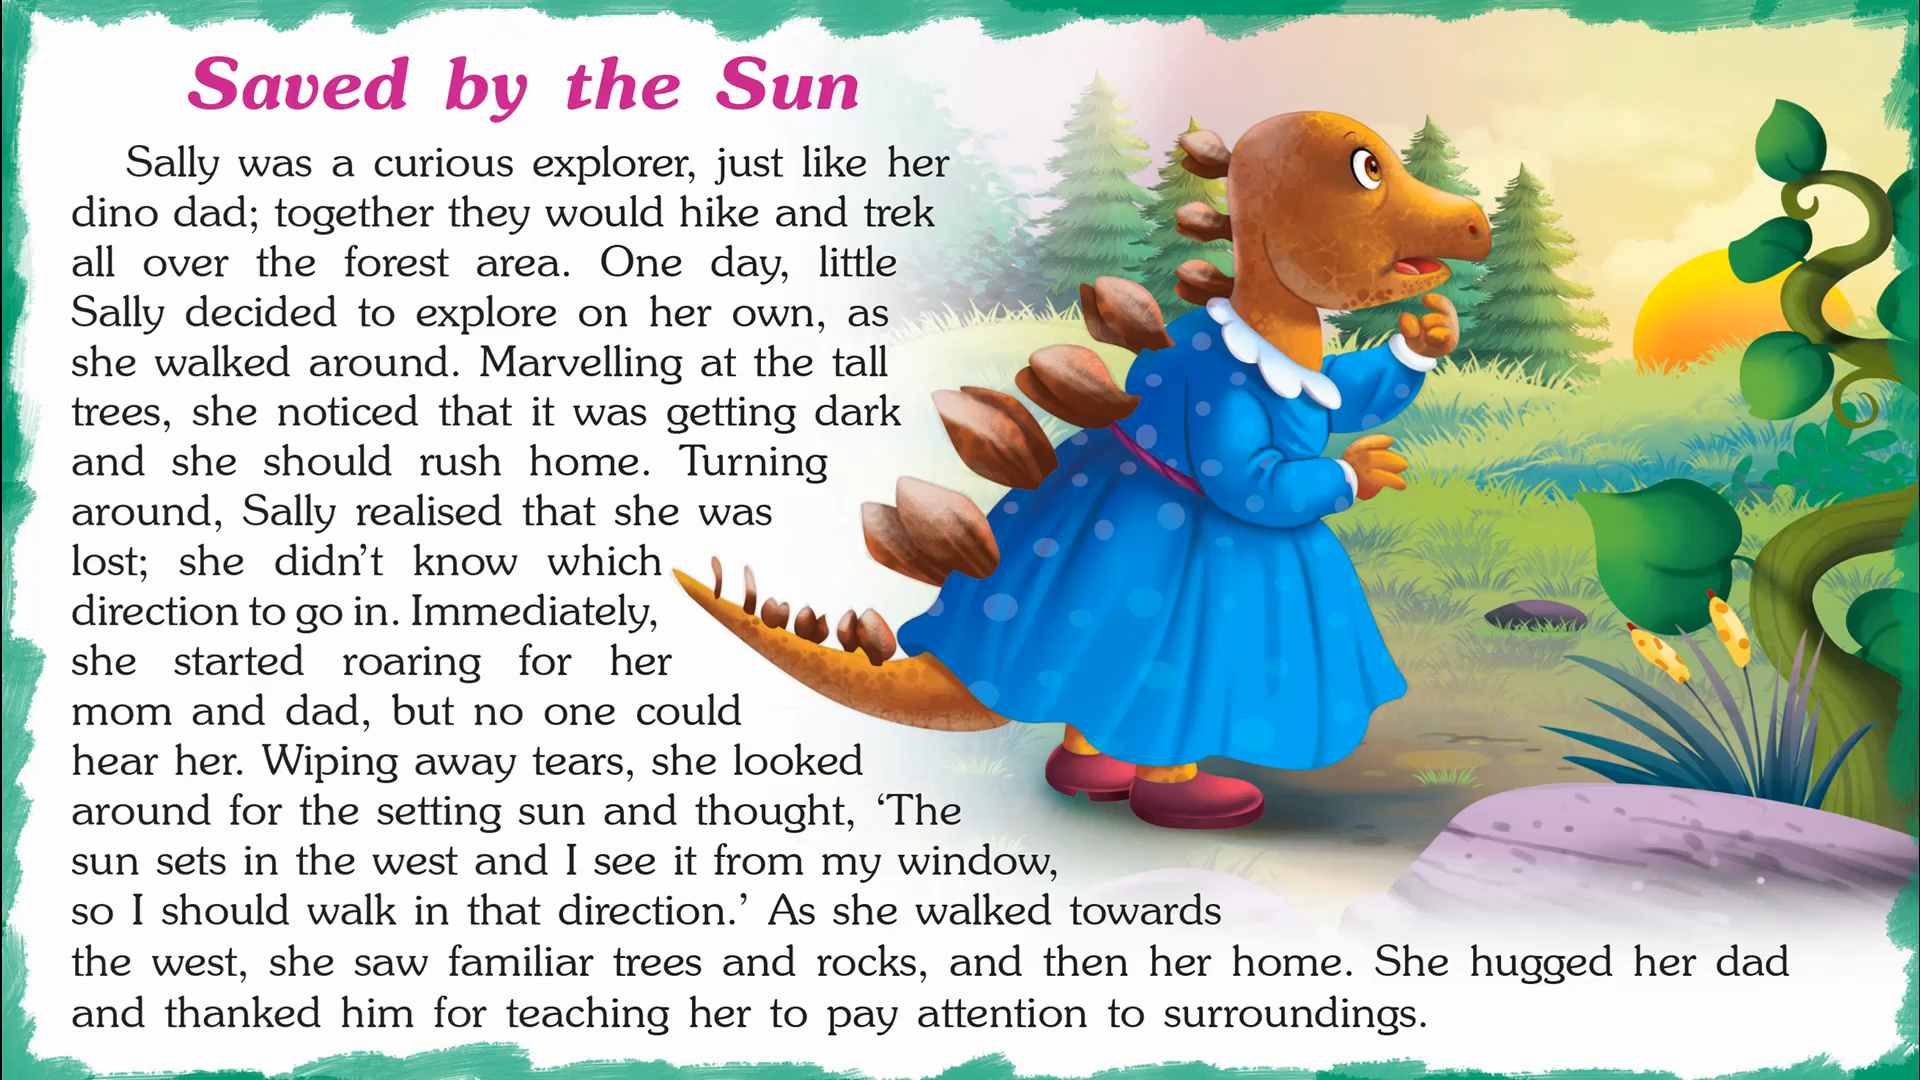 Saved by the Sun
Sally was a curious explorer, just like her
dino dad; together they would hike and trek
all over the forest area. One day, little
Sally decided to explore on her own, as
she walked around. Marvelling at the tall
trees, she noticed that it was getting dark
and she should rush home. Turning
around, Sally realised that she was
lost; she didn’t know which
direction to go in. Immediately,
she started roaring for her
mom and dad, but no one could
hear her. Wiping away tears, she looked
around for the setting sun and thought, ‘The
sun sets in the west and I see it from my window,
so I should walk in that direction.’ As she walked towards
the west, she saw familiar trees and rocks, and then her home. She hugged her dad
and thanked him for teaching her to pay attention to surroundings.